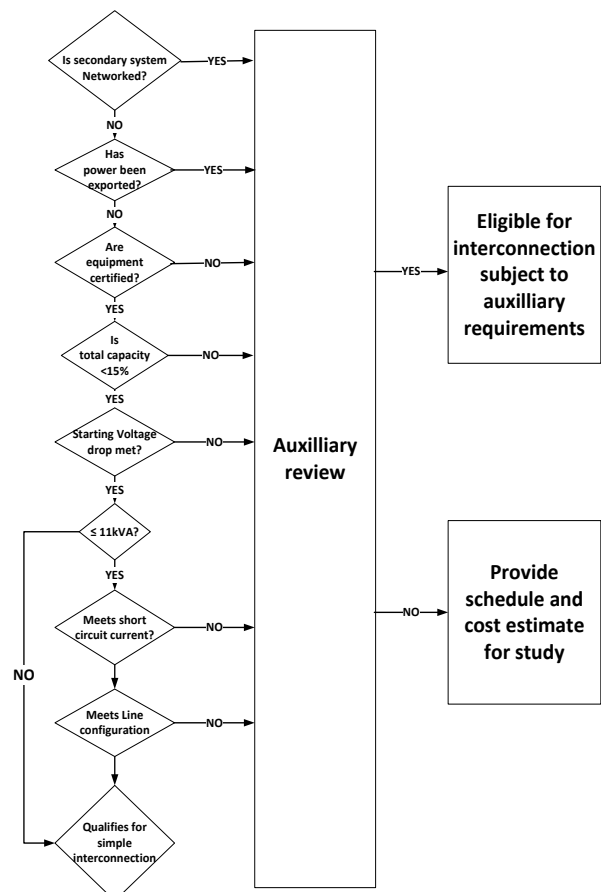 Is secondary system
Networked?
YES
NO
Has
power been
exported?
YES
NO
Are
equipment
certified?
NO
YES
Is
total capacity
<15%
NO
YES
Starting Voltage
drop met?
NO
YES
≤ 11kVA?
YES
NO
Meets short
circuit current?
NO
Meets Line
configuration
NO
Qualifies for
simple
interconnection
Auxilliary
review
YES
Eligible for
interconnection
subject to
auxilliary
requirements
NO
Provide
schedule and
cost estimate
for study